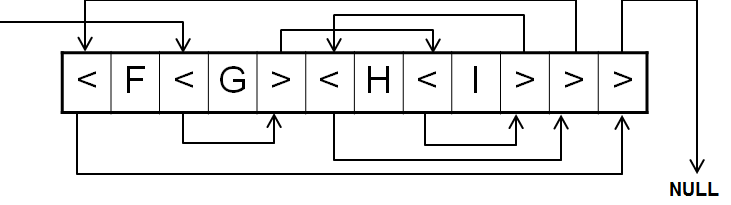 < F < G > < H < I > > >
NULL